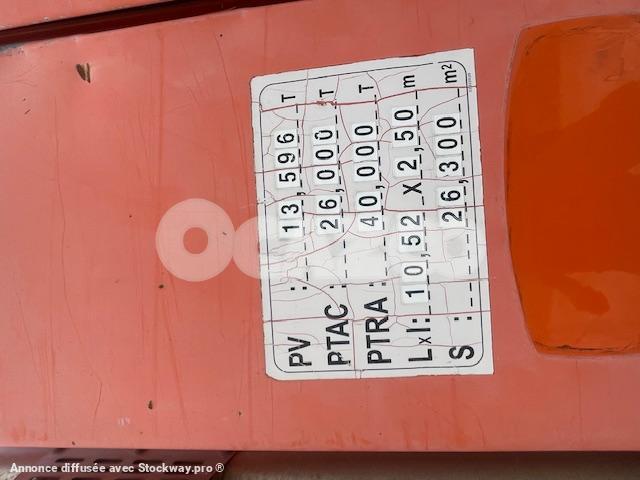 PV : 13,596 T
PTAC : 26,000 T
PTRA : 40,000 T
LxI: 10,52 X 2,50 m
S : 26,300 m2
Annonce diffusée avec Stockway.pro®